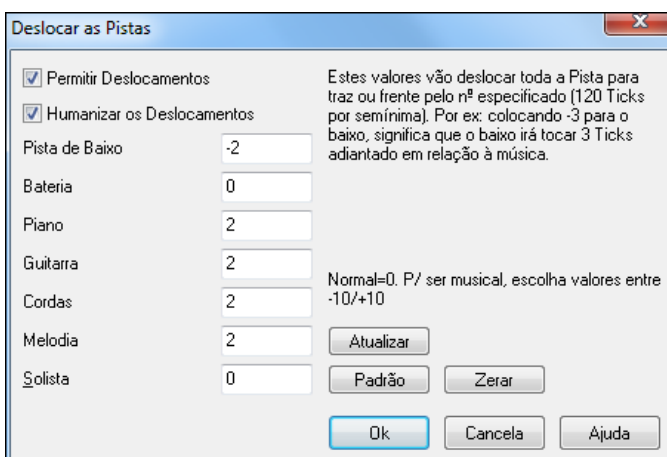 Deslocar as Pistas
Permitir Deslocamentos
Humanizar os Deslocamentos
Pista de Baixo -2
Bateria 0
Piano 2
Guitarra 2
Cordas 2
Melodia 2
Solista 0
Estes valores vão deslocar toda a Pista para
traz ou frente pelo nº especificado (120 Ticks
por semínima). Por ex: colocando -3 para o
baixo, significa que o baixo irá tocar 3 Ticks
adiantado em relação à música.
Normal=0. P/ ser musical, escolha valores entre
-10/+10
Atualizar
Padrão Zerar
Ok Cancela Ajuda